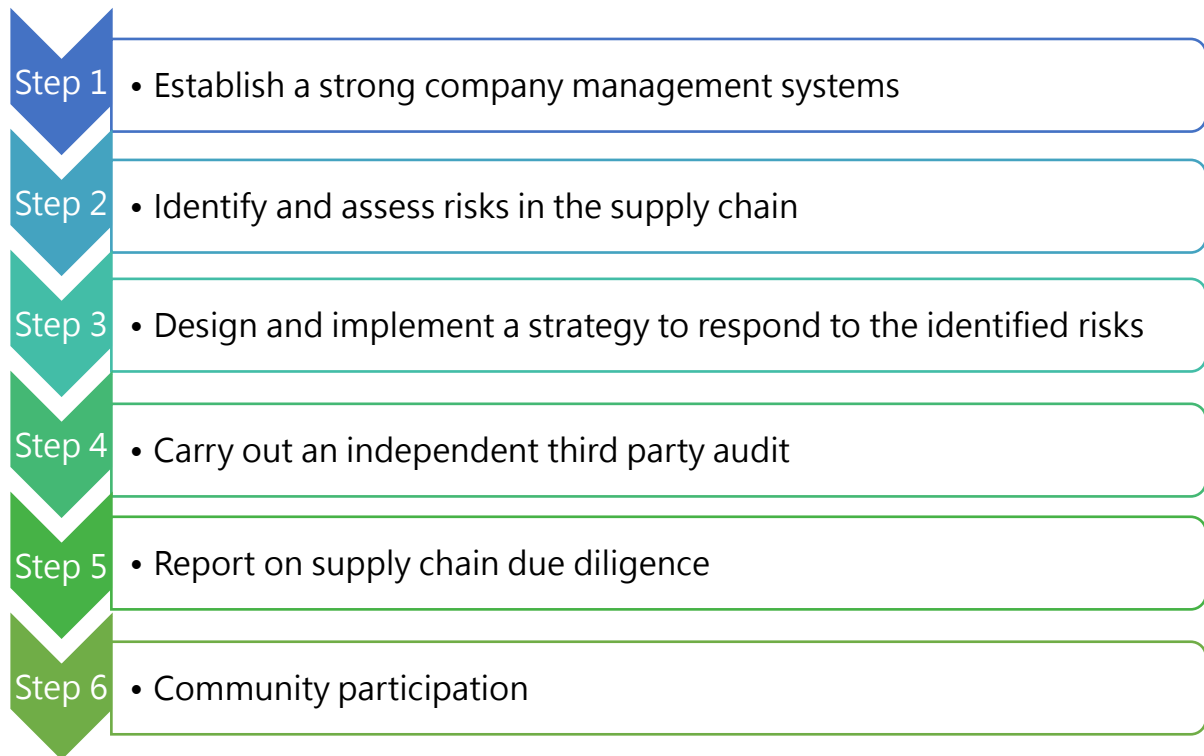 Step 1
• Establish a strong company management systems
Step 2
• Identify and assess risks in the supply chain
Step 3
• Design and implement a strategy to respond to the identified risks
Step 4
• Carry out an independent third party audit
Step 5
• Report on supply chain due diligence
Step 6
• Community participation